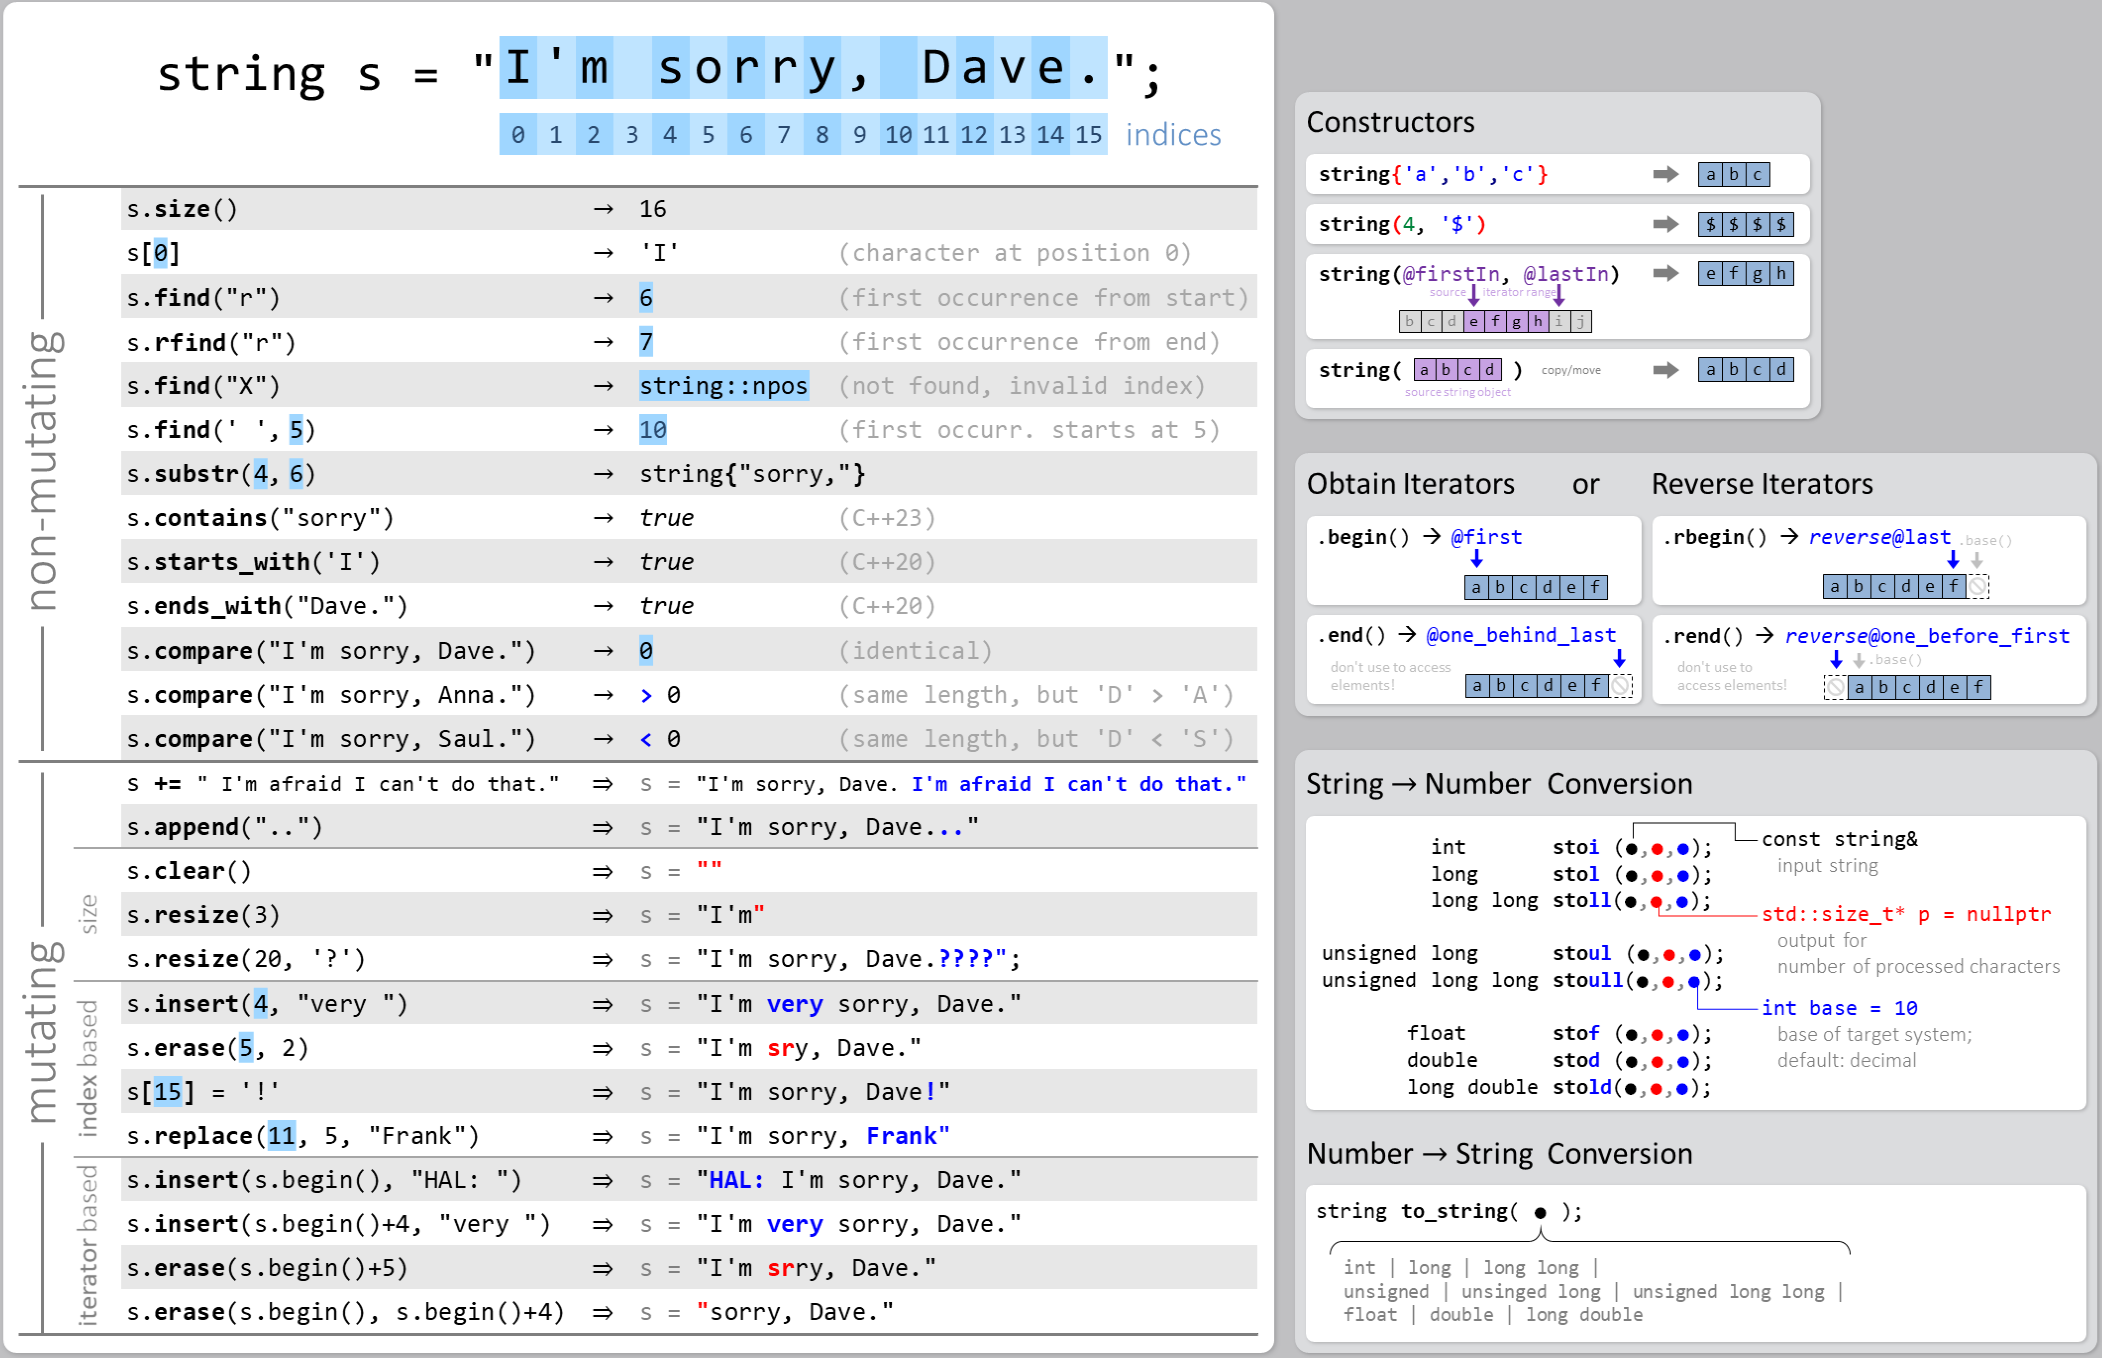 string s = "I'm sorry, Dave.";
0 1 2 3 4 5 6 7 8 9 10 11 12 13 14 15 indices
non-mutating
s.size() → 16
s[0] → 'I' (character at position 0)
s.find("r") → 6 (first occurrence from start)
s.rfind("r") → 7 (first occurrence from end)
s.find("X") → string::npos (not found, invalid index)
s.find(' ', 5) → 10 (first occurr. starts at 5)
s.substr(4, 6) → string{"sorry,"}
s.contains("sorry") → true (C++23)
s.starts_with('I') → true (C++20)
s.ends_with("Dave.") → true (C++20)
s.compare("I'm sorry, Dave.") → 0 (identical)
s.compare("I'm sorry, Anna.") → > 0 (same length, but 'D' > 'A')
s.compare("I'm sorry, Saul.") → < 0 (same length, but 'D' < 'S')
mutating
s += " I'm afraid I can't do that." ⇒ s = "I'm sorry, Dave. I'm afraid I can't do that."
s.append("..") ⇒ s = "I'm sorry, Dave..."
size
s.clear() ⇒ s = ""
s.resize(3) ⇒ s = "I'm"
s.resize(20, '?') ⇒ s = "I'm sorry, Dave.????";
index based
s.insert(4, "very ") ⇒ s = "I'm very sorry, Dave."
s.erase(5, 2) ⇒ s = "I'm sry, Dave."
s[15] = '!' ⇒ s = "I'm sorry, Dave!"
s.replace(11, 5, "Frank") ⇒ s = "I'm sorry, Frank"
iterator based
s.insert(s.begin(), "HAL: ") ⇒ s = "HAL: I'm sorry, Dave."
s.insert(s.begin()+4, "very ") ⇒ s = "I'm very sorry, Dave."
s.erase(s.begin()+5) ⇒ s = "I'm srry, Dave."
s.erase(s.begin(), s.begin()+4) ⇒ s = "sorry, Dave."
Constructors
string{'a','b','c'} a b c
string(4, '$') $ $ $ $
string(@firstIn, @lastIn) e f g h
source iterator range
b c d e f g h i j
string( a b c d ) copy/move a b c d
source string object
Obtain Iterators or Reverse Iterators
.begin() → @first
a b c d e f
.rbegin() → reverse@last .base()
a b c d e f
.end() → @one_behind_last
don't use to access
elements!
a b c d e f
.rend() → reverse@one_before_first
.base()
don't use to
access elements!
a b c d e f
String → Number Conversion
int stoi (●,●,●);
long stol (●,●,●);
long long stoll(●,●,●);
unsigned long stoul (●,●,●);
unsigned long long stoull(●,●,●);
float stof (●,●,●);
double stod (●,●,●);
long double stold(●,●,●);
const string&
input string
std::size_t* p = nullptr
output for
number of processed characters
int base = 10
base of target system;
default: decimal
Number → String Conversion
string to_string( ● );
int | long | long long |
unsigned | unsinged long | unsigned long long |
float | double | long double